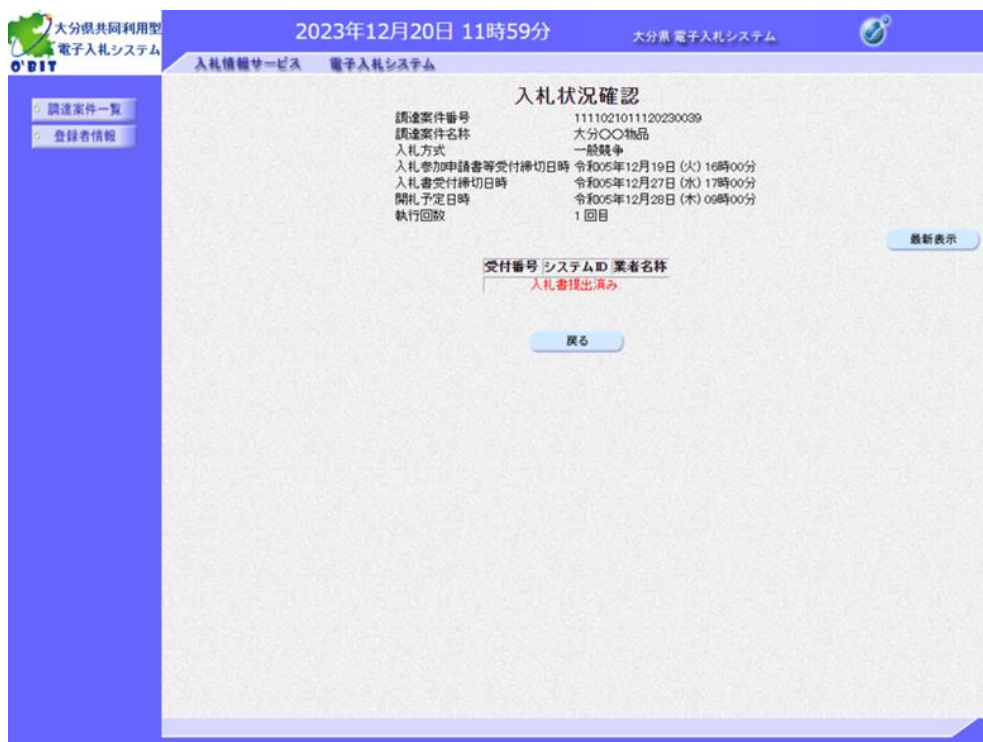 大分県共同利用型
電子入札システム
O'BIT
2023年12月20日 11時59分
大分県 電子入札システム
入札情報サービス 電子入札システム
調達案件一覧
登録者情報
入札状況確認
調達案件番号 1111021011120230039
調達案件名称 大分〇〇物品
入札方式 一般競争
入札参加申請書等受付締切日時 令和05年12月19日 (火) 16時00分
入札書受付締切日時 令和05年12月27日 (水) 17時00分
開札予定日時 令和05年12月28日 (木) 09時00分
執行回数 1 回目
最新表示
受付番号 システムID 業者名称
入札書提出済み
戻る